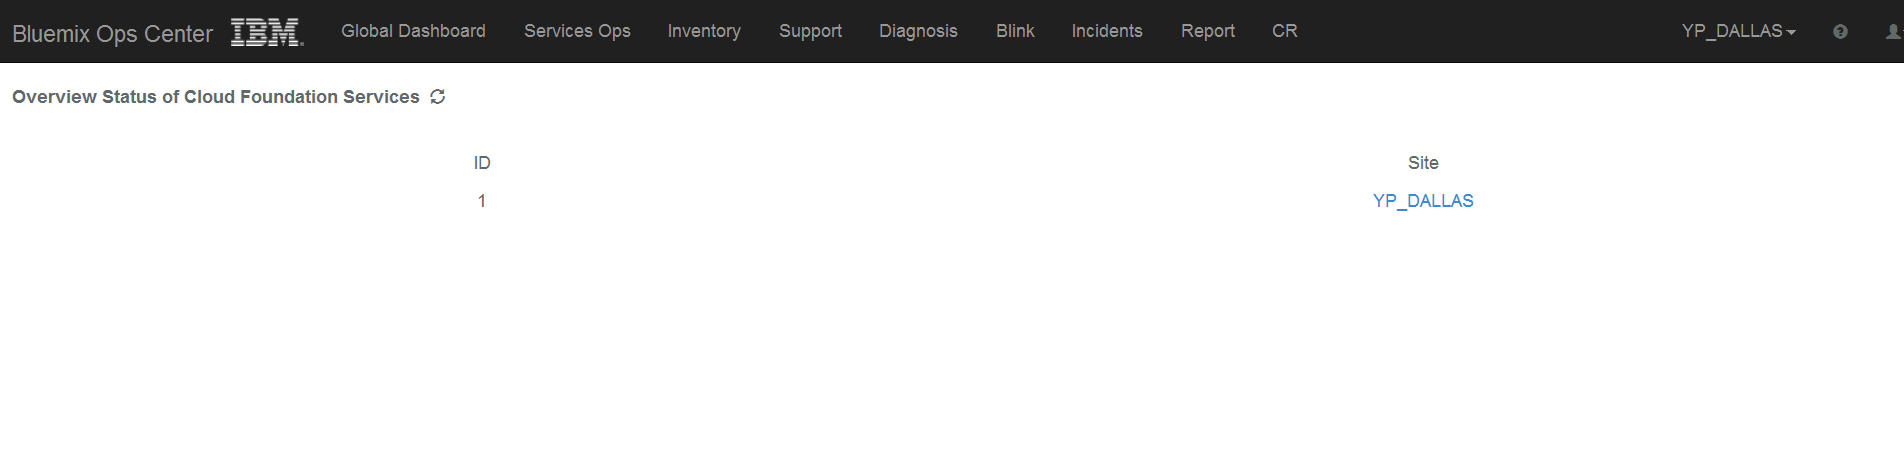 Bluemix Ops Center IBM. Global Dashboard Services Ops Inventory Support Diagnosis Blink Incidents Report CR YP_DALLAS ?
Overview Status of Cloud Foundation Services
ID Site
1 YP_DALLAS